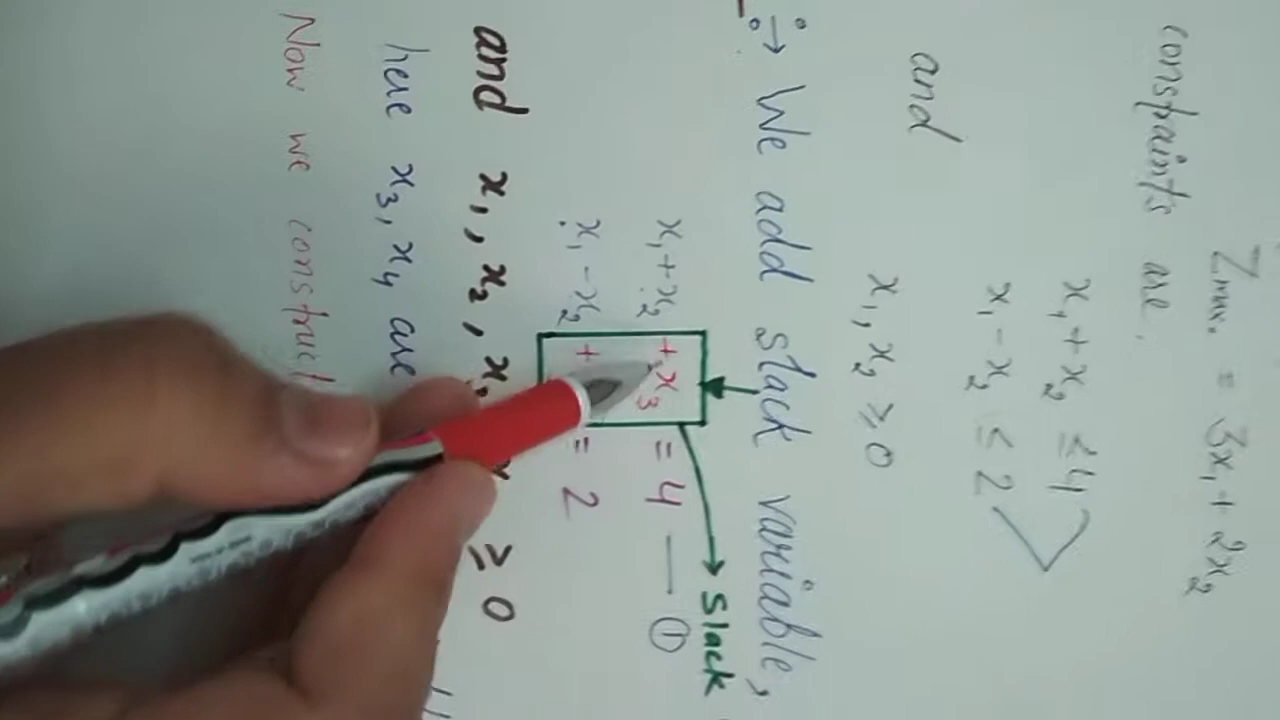 Zmax. = 3x₁ + 2x₂
constraints are.
x₁ + x₂ ≤ 4
x₁ - x₂ ≤ 2
and
x₁, x₂ ≥ 0
∴→ We add slack variable,
Slack
x₁ + x₂ + x₃ = 4 — ①
x₁ - x₂ + = 2
and x₁, x₂, ≥ 0
here x₃, x₄ are
Now we construct